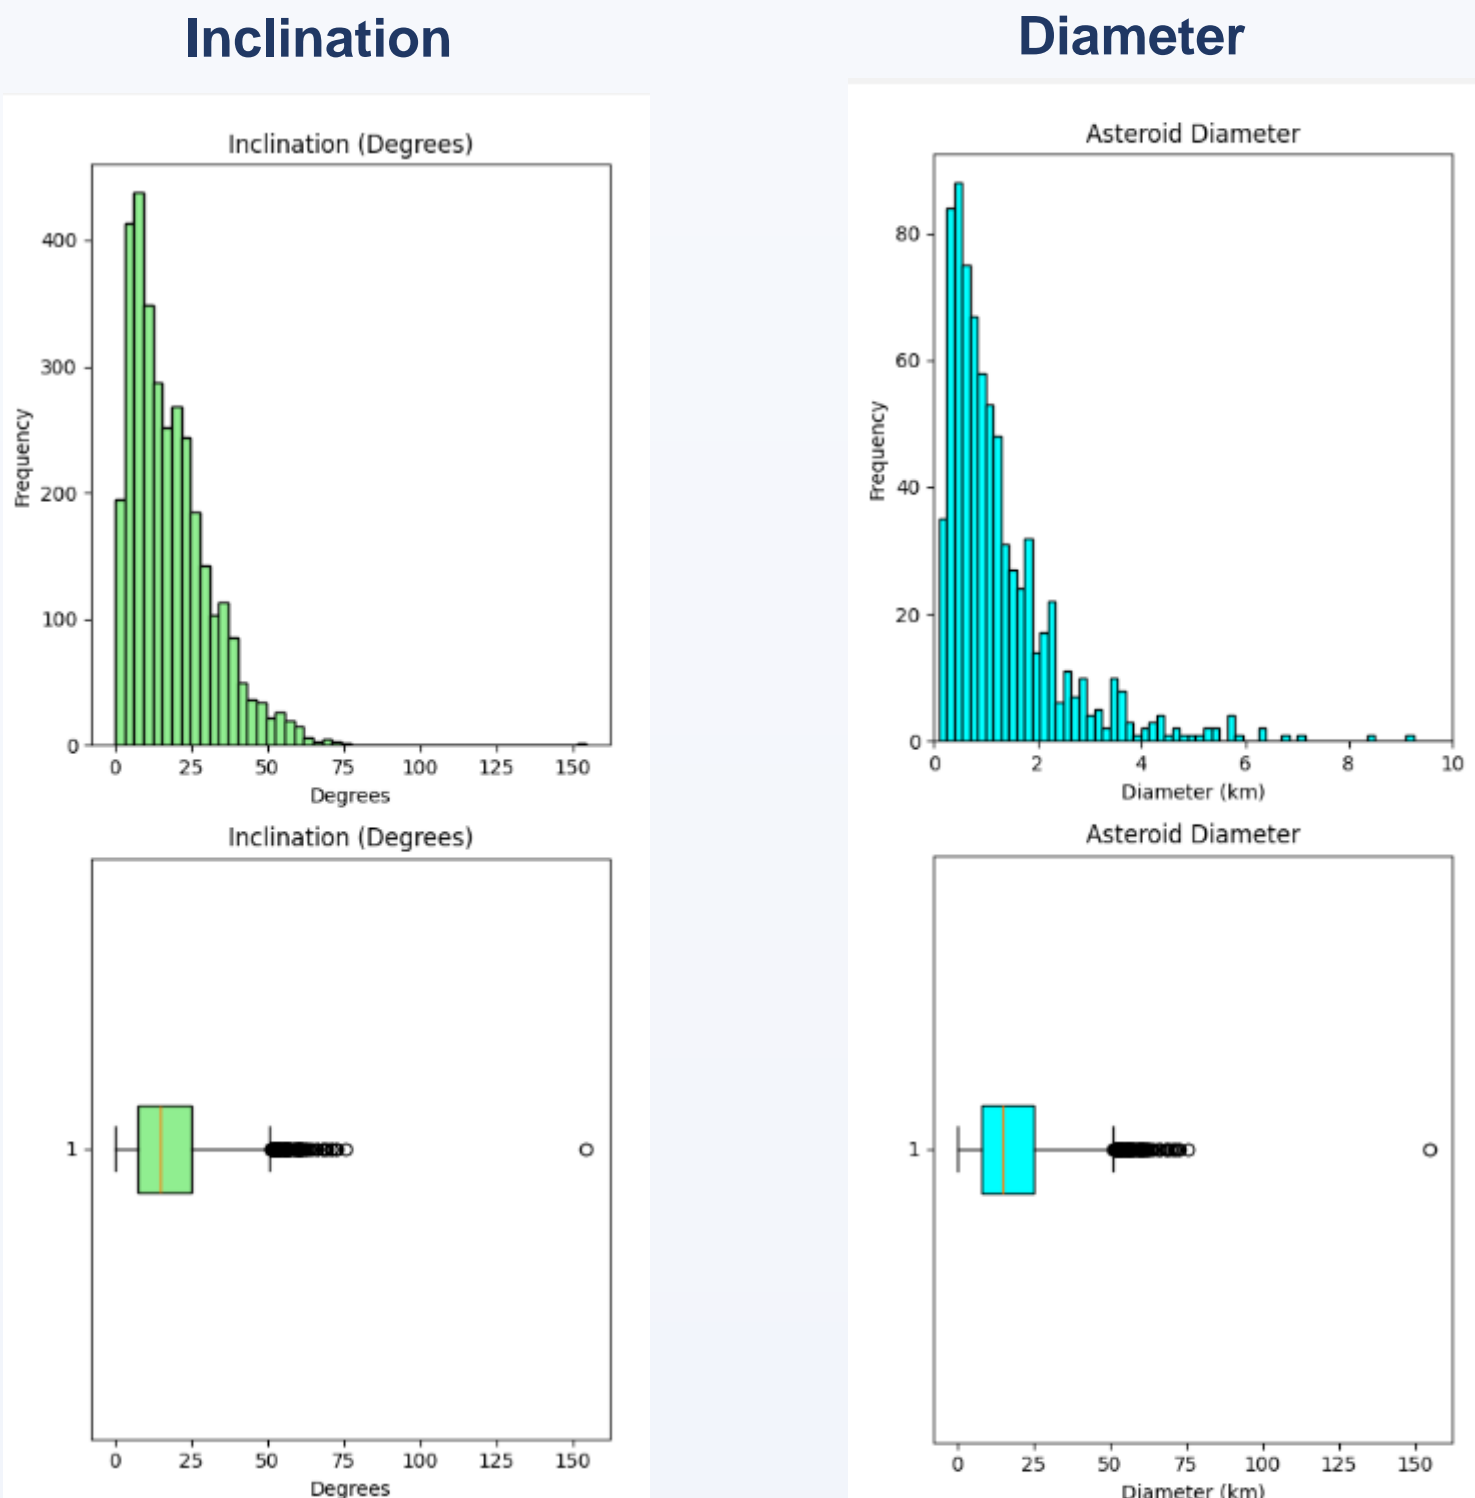 Inclination
Diameter
Inclination (Degrees)
400
300
200
100
0
Frequency
0 25 50 75 100 125 150
Degrees
Asteroid Diameter
80
60
40
20
0
Frequency
0 2 4 6 8 10
Diameter (km)
Inclination (Degrees)
1
0 25 50 75 100 125 150
Degrees
Asteroid Diameter
1
0 25 50 75 100 125 150
Diameter (km)